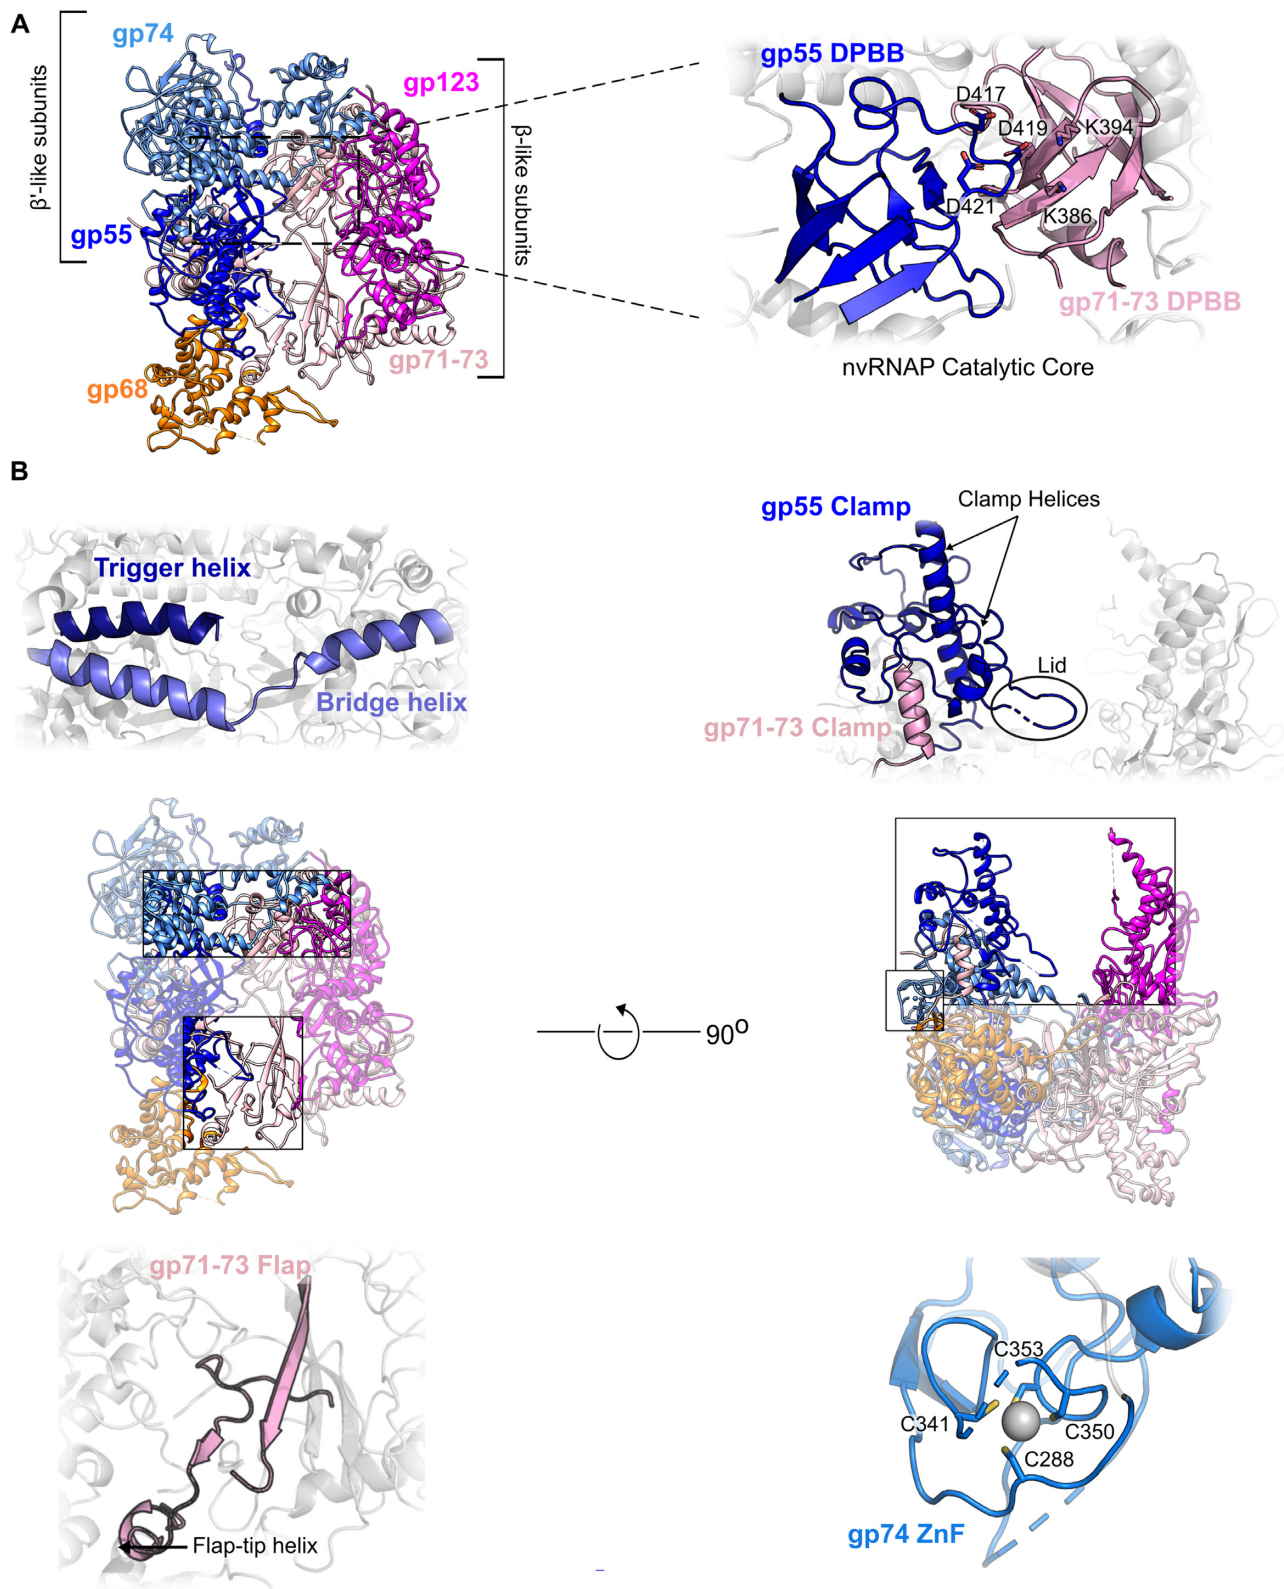 A
gp74
gp123
β'-like subunits
β-like subunits
gp55
gp71-73
gp68
gp55 DPBB
D417
D419
K394
D421
K386
gp71-73 DPBB
nvRNAP Catalytic Core
B
Trigger helix
Bridge helix
gp55 Clamp
Clamp Helices
Lid
gp71-73 Clamp
90o
gp71-73 Flap
Flap-tip helix
C353
C341
C350
C288
gp74 ZnF